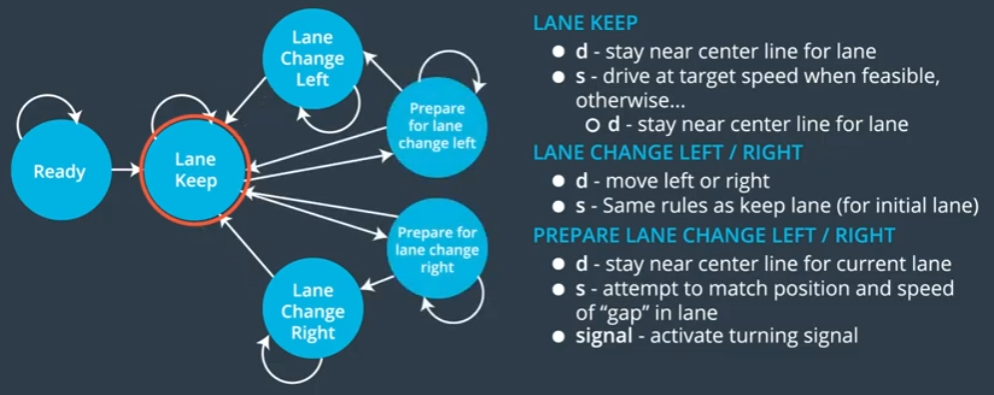 Ready
Lane
Keep
Lane
Change
Left
Prepare
for lane
change left
Prepare for
lane change
right
Lane
Change
Right
LANE KEEP
● d - stay near center line for lane
● s - drive at target speed when feasible,
otherwise...
○ d - stay near center line for lane
LANE CHANGE LEFT / RIGHT
● d - move left or right
● s - Same rules as keep lane (for initial lane)
PREPARE LANE CHANGE LEFT / RIGHT
● d - stay near center line for current lane
● s - attempt to match position and speed
of “gap” in lane
● signal - activate turning signal